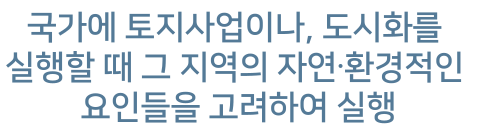 국가에 토지사업이나, 도시화를
실행할 때 그 지역의 자연·환경적인
요인들을 고려하여 실행